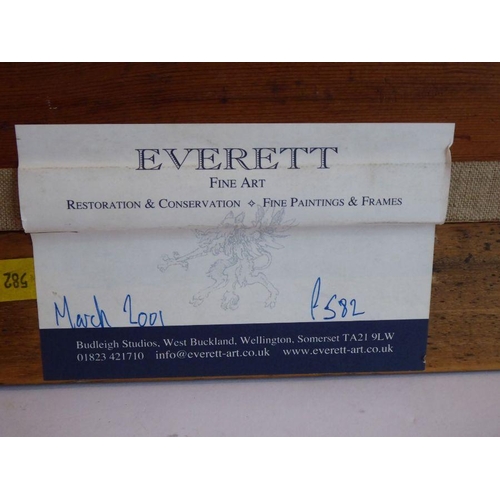 EVERETT
FINE ART
RESTORATION & CONSERVATION ✧ FINE PAINTINGS & FRAMES
582
March 2001 P582
Budleigh Studios, West Buckland, Wellington, Somerset TA21 9LW
01823 421710 info@everett-art.co.uk www.everett-art.co.uk